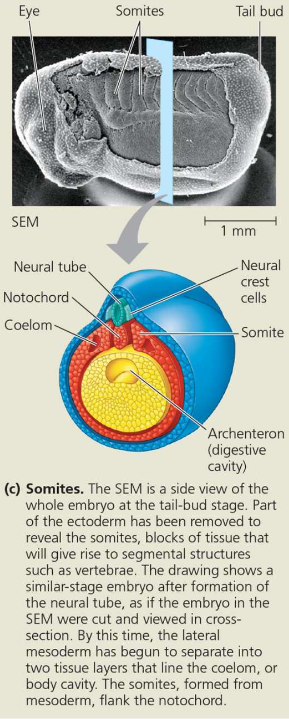 Eye
Somites
Tail bud
SEM
1 mm
Neural tube
Notochord
Coelom
Neural
crest
cells
Somite
Archenteron
(digestive
cavity)
(c) Somites. The SEM is a side view of the
whole embryo at the tail-bud stage. Part
of the ectoderm has been removed to
reveal the somites, blocks of tissue that
will give rise to segmental structures
such as vertebrae. The drawing shows a
similar-stage embryo after formation of
the neural tube, as if the embryo in the
SEM were cut and viewed in cross-
section. By this time, the lateral
mesoderm has begun to separate into
two tissue layers that line the coelom, or
body cavity. The somites, formed from
mesoderm, flank the notochord.